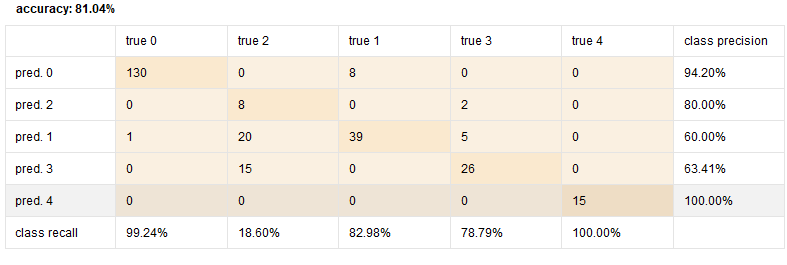 accuracy: 81.04%
true 0 true 2 true 1 true 3 true 4 class precision
pred. 0 130 0 8 0 0 94.20%
pred. 2 0 8 0 2 0 80.00%
pred. 1 1 20 39 5 0 60.00%
pred. 3 0 15 0 26 0 63.41%
pred. 4 0 0 0 0 15 100.00%
class recall 99.24% 18.60% 82.98% 78.79% 100.00%